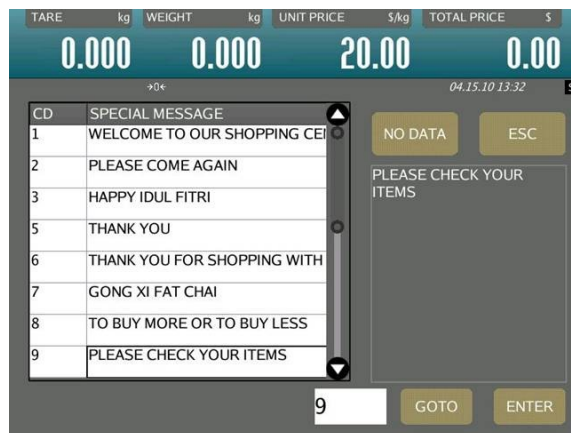 TARE kg WEIGHT kg UNIT PRICE $/kg TOTAL PRICE $
0.000 0.000 20.00 0.00
→0← 04.15.10 13:32
CD SPECIAL MESSAGE
1 WELCOME TO OUR SHOPPING CEI
2 PLEASE COME AGAIN
3 HAPPY IDUL FITRI
5 THANK YOU
6 THANK YOU FOR SHOPPING WITH
7 GONG XI FAT CHAI
8 TO BUY MORE OR TO BUY LESS
9 PLEASE CHECK YOUR ITEMS
NO DATA ESC
PLEASE CHECK YOUR
ITEMS
9 GOTO ENTER